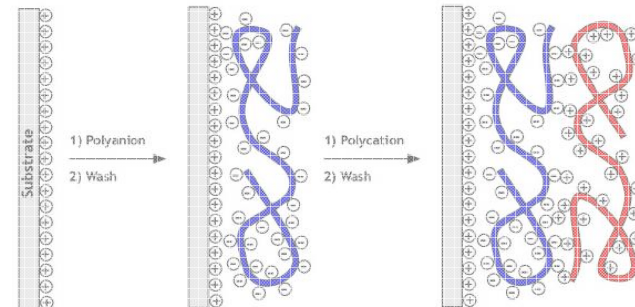 Substrate
1) Polyanion
2) Wash
1) Polycation
2) Wash